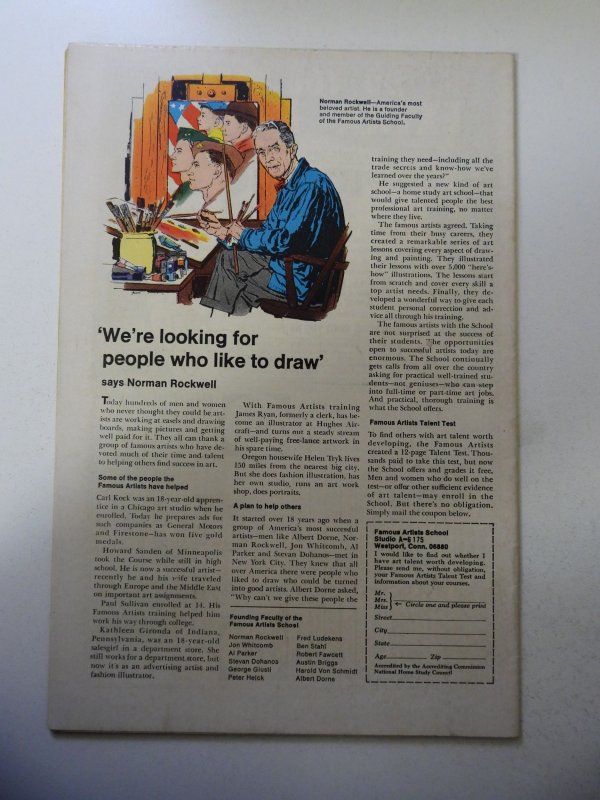 Norman Rockwell—America's most
beloved artist. He is a founder
and member of the Guiding Faculty
of the Famous Artists School.
'We're looking for
people who like to draw'
says Norman Rockwell
Today hundreds of men and women
who never thought they could be art-
ists are working at easels and drawing
boards, making pictures and getting
well paid for it. They all can thank a
group of famous artists who have de-
voted much of their time and talent
to helping others find success in art.
Some of the people the
Famous Artists have helped
Carl Kock was an 18-year-old appren-
tice in a Chicago art studio when he
enrolled. Today he prepares ads for
such companies as General Motors
and Firestone—has won five gold
medals.
Howard Sanden of Minneapolis
took the Course while still in high
school. He is now a successful artist—
recently he and his wife traveled
through Europe and the Middle East
on important art assignments.
Paul Sullivan enrolled at 14. His
Famous Artists training helped him
work his way through college.
Kathleen Gironda of Indiana,
Pennsylvania, was an 18-year-old
salesgirl in a department store. She
still works for a department store, but
now it's as an advertising artist and
fashion illustrator.
With Famous Artists training
James Ryan, formerly a clerk, has be-
come an illustrator at Hughes Air-
craft—and turns out a steady stream
of well-paying free-lance artwork in
his spare time.
Oregon housewife Helen Tryk lives
150 miles from the nearest big city.
But she does fashion illustration, has
her own studio, runs an art work
shop, does portraits.
A plan to help others
It started over 18 years ago when a
group of America's most successful
artists—men like Albert Dorne, Nor-
man Rockwell, Jon Whitcomb, Al
Parker and Stevan Dohanos—met in
New York City. They knew that all
over America there were people who
liked to draw who could be turned
into good artists. Albert Dorne asked,
"Why can't we give these people the
Founding Faculty of the
Famous Artists School
Norman Rockwell
Jon Whitcomb
Al Parker
Stevan Dohanos
George Giusti
Peter Helck
Fred Ludekens
Ben Stahl
Robert Fawcett
Austin Briggs
Harold Von Schmidt
Albert Dorne
training they need—including all the
trade secrets and know-how we've
learned over the years?"
He suggested a new kind of art
school—a home study art school—that
would give talented people the best
professional art training, no matter
where they live.
The famous artists agreed. Taking
time from their busy careers, they
created a remarkable series of art
lessons covering every aspect of draw-
ing and painting. They illustrated
their lessons with over 5,000 "here's-
how" illustrations. The lessons start
from scratch and cover every skill a
top artist needs. Finally, they de-
veloped a wonderful way to give each
student personal correction and ad-
vice all through his training.
The famous artists with the School
are not surprised at the success of
their students. The opportunities
open to successful artists today are
enormous. The School continually
gets calls from all over the country
asking for practical well-trained stu-
dents—not geniuses—who can step
into full-time or part-time art jobs.
And practical, thorough training is
what the School offers.
Famous Artists Talent Test
To find others with art talent worth
developing, the Famous Artists
created a 12-page Talent Test. Thou-
sands paid to take this test, but now
the School offers and grades it free.
Men and women who do well on the
test—or offer other sufficient evidence
of art talent—may enroll in the
School. But there's no obligation.
Simply mail the coupon below.
Famous Artists School
Studio A-5175
Westport, Conn. 06880
I would like to find out whether I
have art talent worth developing.
Please send me, without obligation,
your Famous Artists Talent Test and
information about your courses.
Mr.
Mrs.
Miss
← Circle one and please print
Street
City
State
Age Zip
Accredited by the Accrediting Commission
National Home Study Council